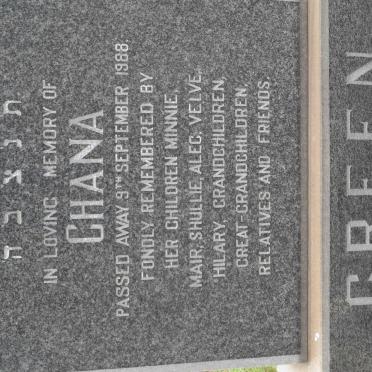 ת נ צ ב ה
IN LOVING MEMORY OF
CHANA
PASSED AWAY 9TH SEPTEMBER 1988
FONDLY REMEMBERED BY
HER CHILDREN MINNIE,
MAIR, SHULLIE, ALEC, VELVE,
HILARY, GRANDCHILDREN,
GREAT-GRANDCHILDREN,
RELATIVES AND FRIENDS.
GREEN